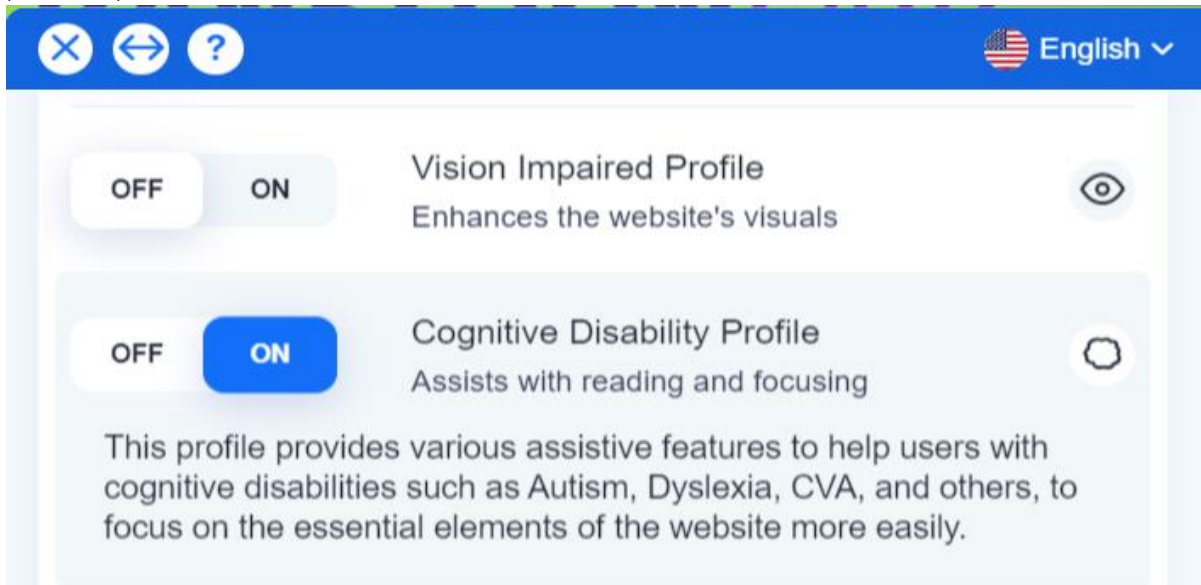 ?
English
OFF ON
Vision Impaired Profile
Enhances the website's visuals
OFF ON
Cognitive Disability Profile
Assists with reading and focusing
This profile provides various assistive features to help users with
cognitive disabilities such as Autism, Dyslexia, CVA, and others, to
focus on the essential elements of the website more easily.